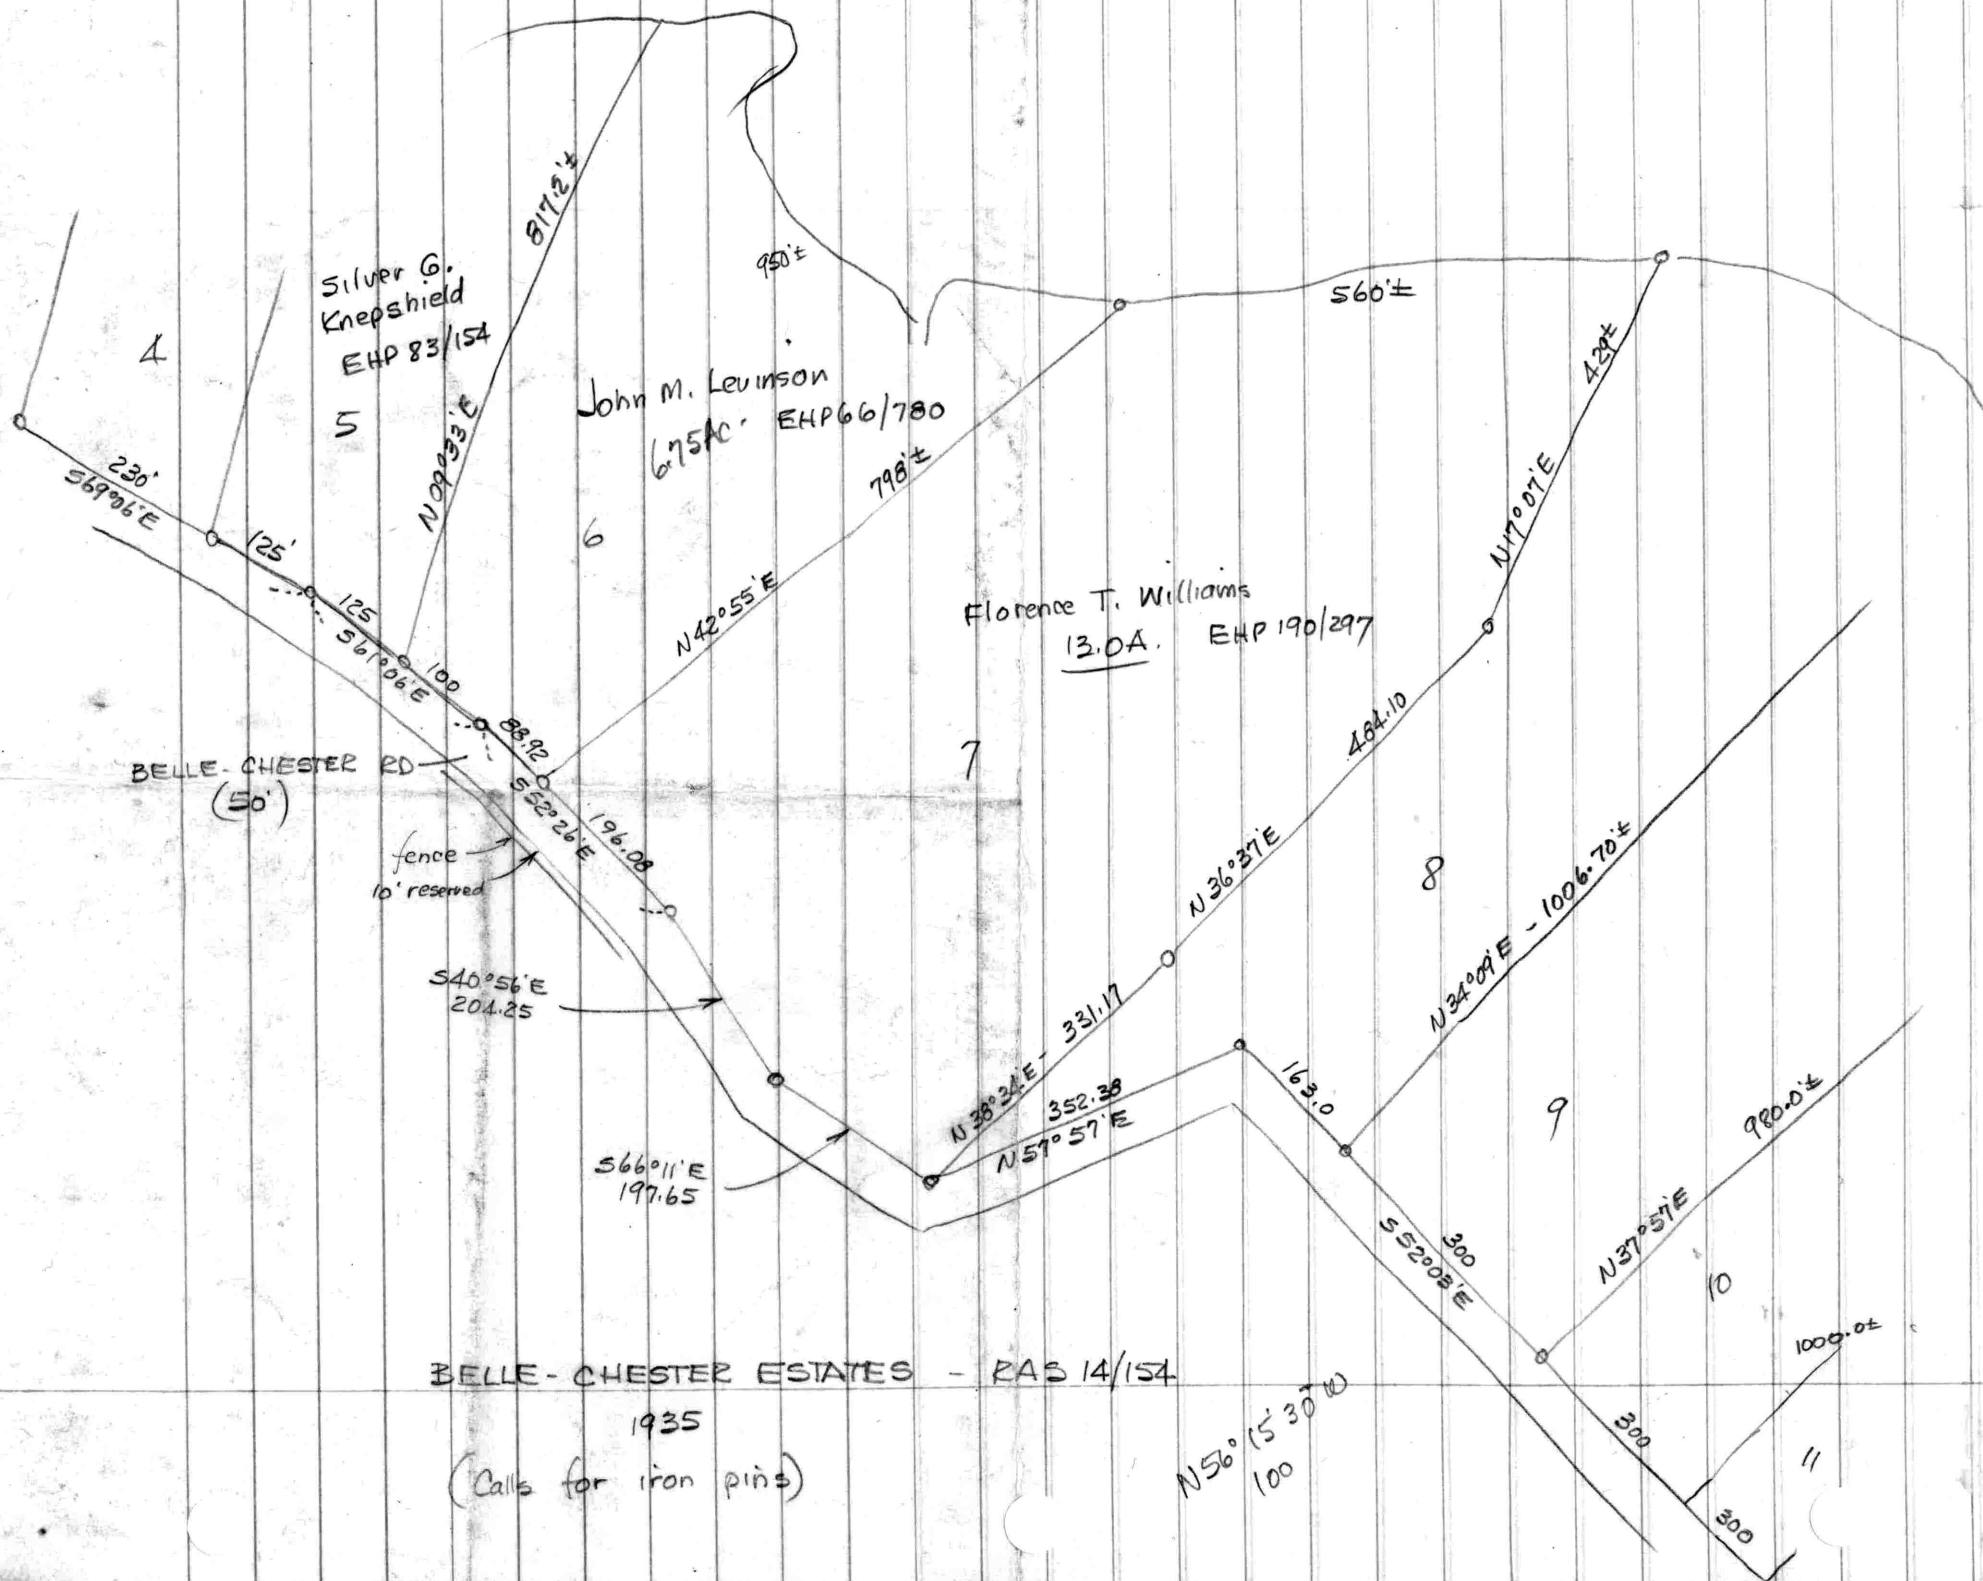 817.2'±
950'±
Silver G.
Knepshield
EHP 83/154
560'±
4
5
429±
John M. Levinson
6.75AC. EHP66/780
N09°33'E
798'±
230'
S69°06'E
6
N17°07'E
125'
N42°55'E
Florence T. Williams
13.0A. EHP 190/297
125
S61°06'E
100
88.92
484.10
7
BELLE-CHESTER RD
(50')
S52°26'E
196.08
fence
10' reserved
N36°37'E
8
N34°09'E - 1006.70'±
S40°56'E
204.25
N38°34'E - 331.17
352.38
N57°57'E
163.0
9
980.0'±
S66°11'E
197.65
300
S52°03'E
N37°57'E
10
1000.0±
BELLE-CHESTER ESTATES - RAS 14/154
1935
(Calls for iron pins)
N56°15'30"W
100
300
11
300